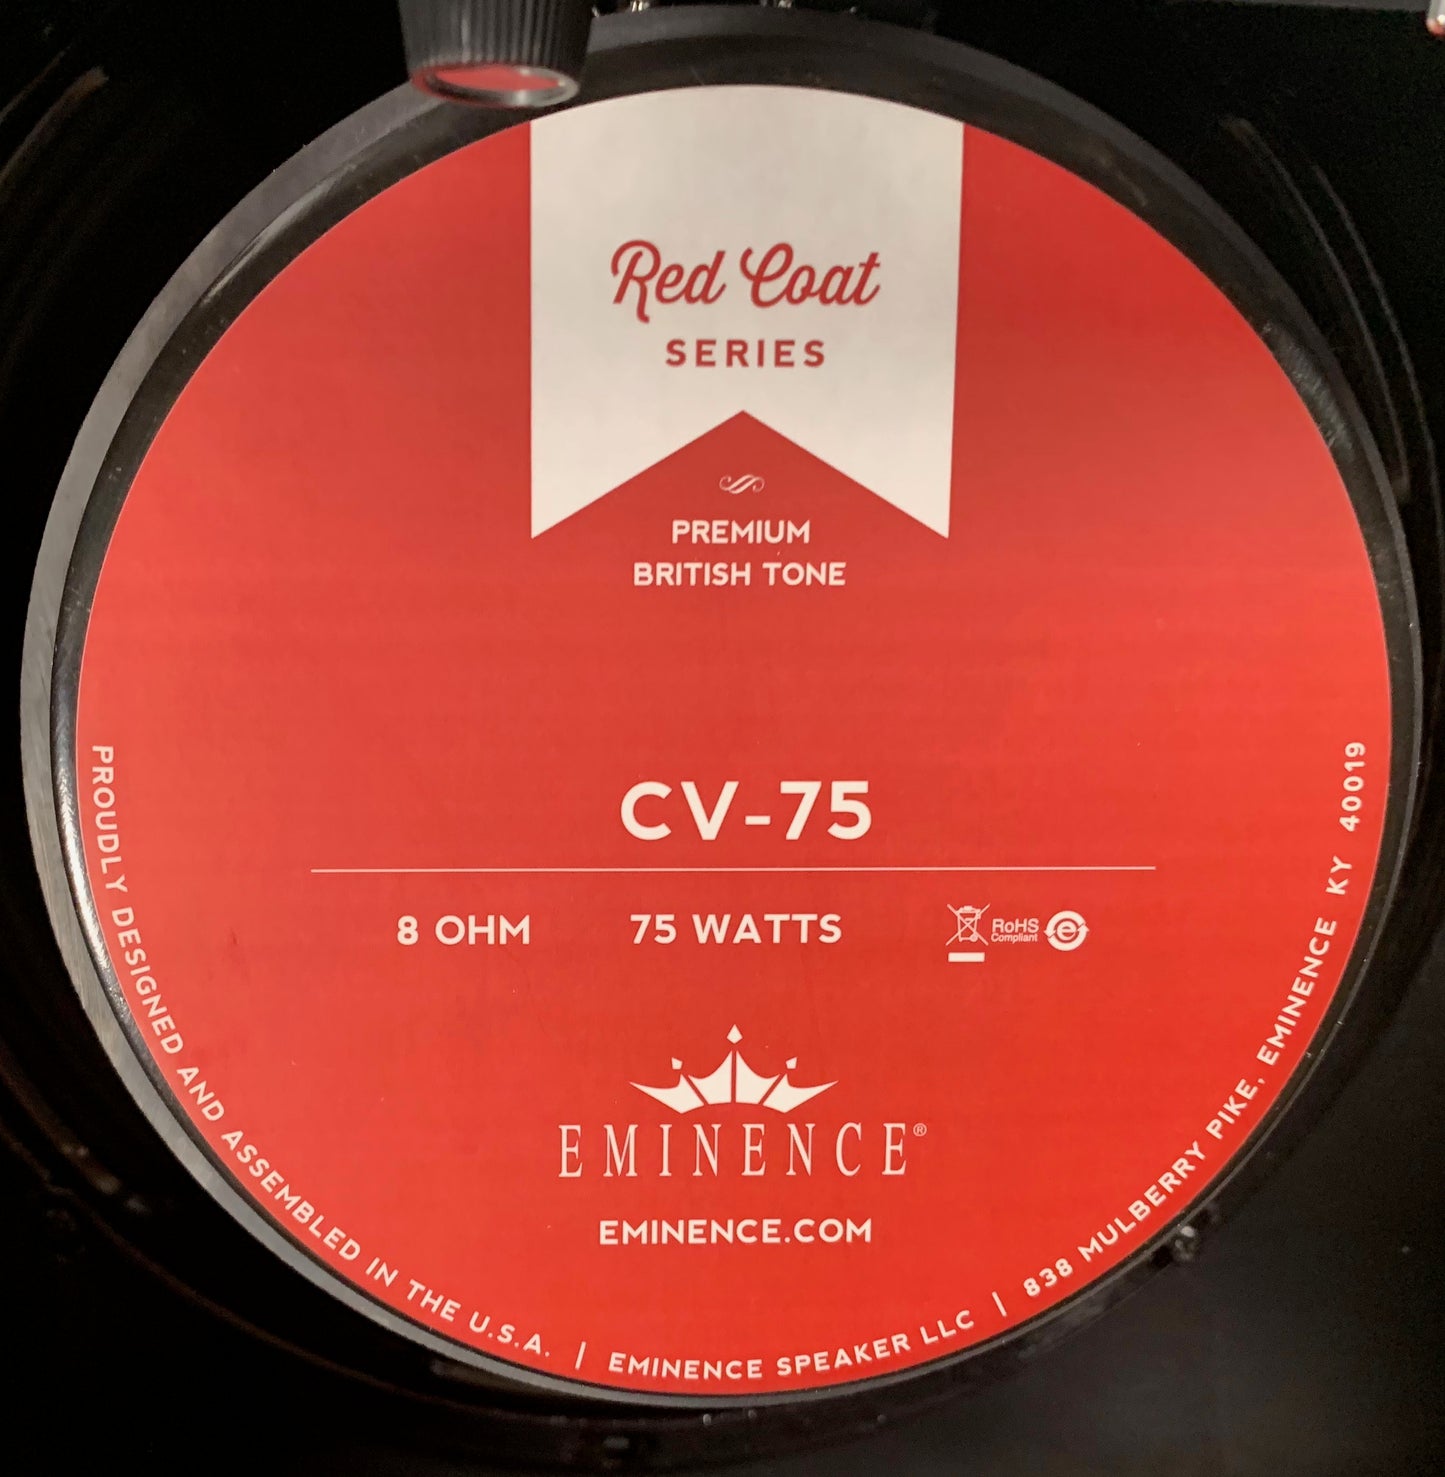 Red Coat
SERIES
PREMIUM
BRITISH TONE
CV-75
8 OHM 75 WATTS RoHS Compliant e
EMINENCE®
EMINENCE.COM
PROUDLY DESIGNED AND ASSEMBLED IN THE U.S.A. | EMINENCE SPEAKER LLC | 838 MULBERRY PIKE, EMINENCE KY 40019